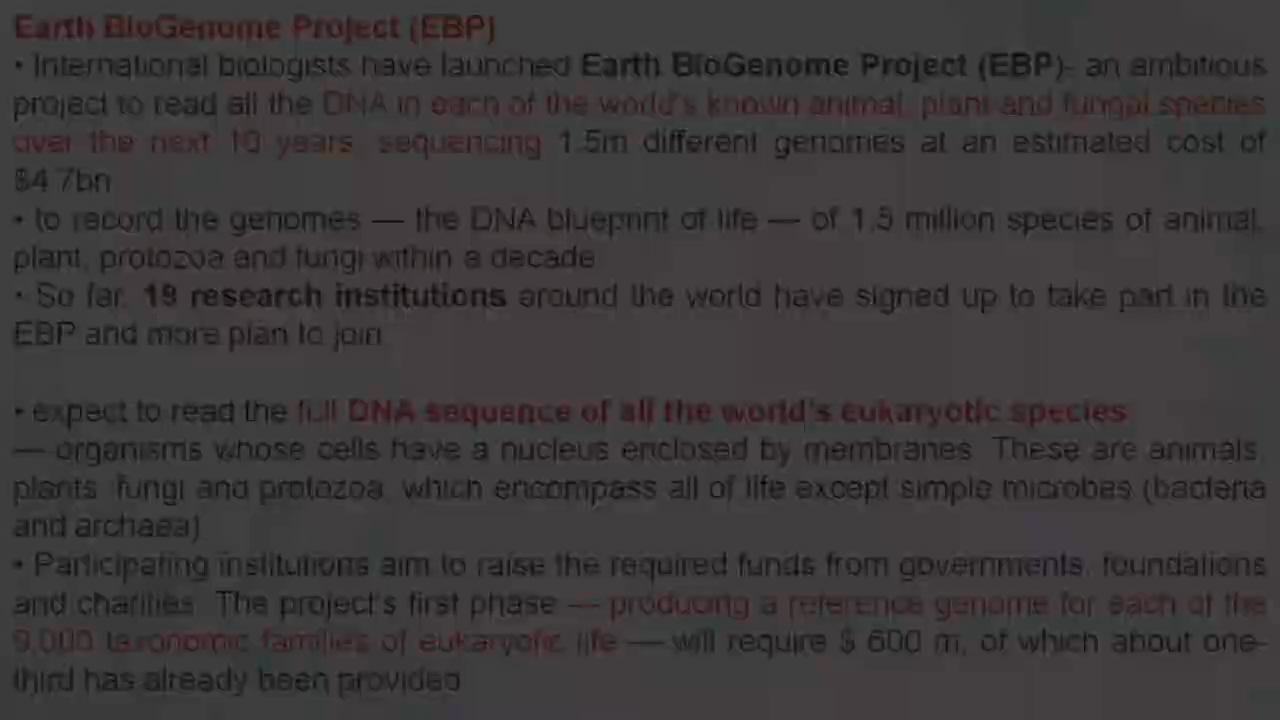 Earth BioGenome Project (EBP)
• International biologists have launched Earth BioGenome Project (EBP)- an ambitious
project to read all the DNA in each of the world's known animal, plant and fungal species
over the next 10 years, sequencing 1.5m different genomes at an estimated cost of
$4.7bn.
• to record the genomes — the DNA blueprint of life — of 1.5 million species of animal,
plant, protozoa and fungi within a decade.
• So far, 19 research institutions around the world have signed up to take part in the
EBP and more plan to join.
• expect to read the full DNA sequence of all the world's eukaryotic species
— organisms whose cells have a nucleus enclosed by membranes. These are animals,
plants, fungi and protozoa, which encompass all of life except simple microbes (bacteria
and archaea).
• Participating institutions aim to raise the required funds from governments, foundations
and charities. The project's first phase — producing a reference genome for each of the
9,000 taxonomic families of eukaryotic life — will require $ 600 m, of which about one-
third has already been provided.